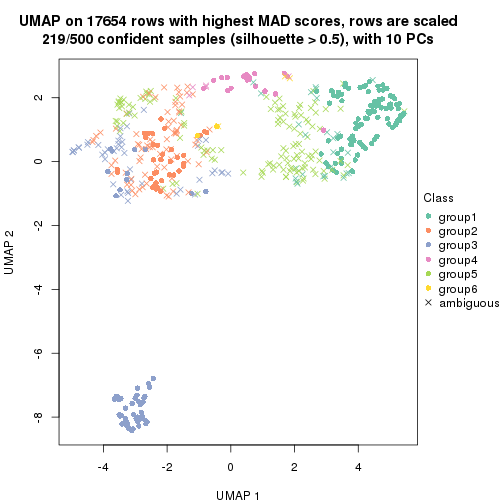 UMAP on 17654 rows with highest MAD scores, rows are scaled
219/500 confident samples (silhouette > 0.5), with 10 PCs
2
0
-2
-4
-6
-8
UMAP 2
-4
-2
0
2
4
UMAP 1
Class
group1
group2
group3
group4
group5
group6
ambiguous